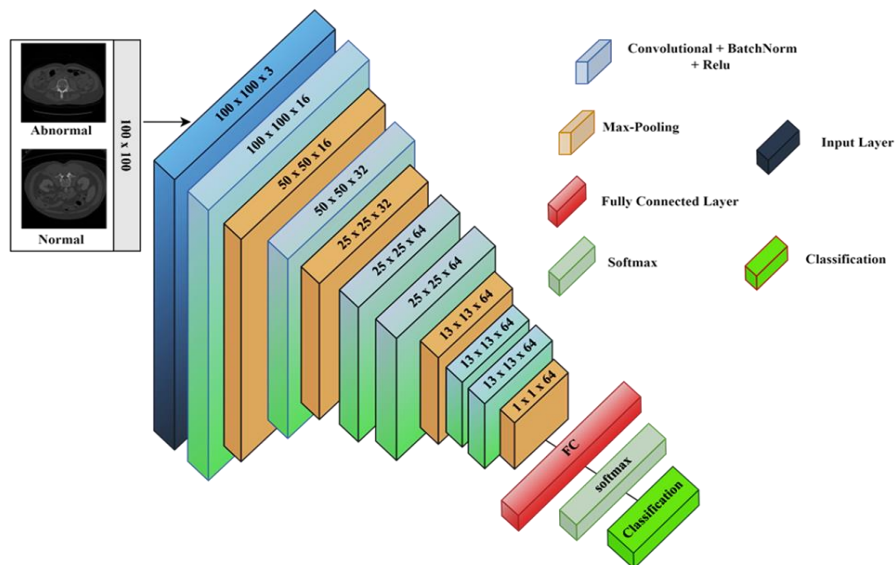 Abnormal
Normal
100 x 100
100 x 100 x 3
100 x 100 x 16
50 x 50 x 16
50 x 50 x 32
25 x 25 x 32
25 x 25 x 64
25 x 25 x 64
13 x 13 x 64
13 x 13 x 64
13 x 13 x 64
1 x 1 x 64
FC
softmax
Classification
Convolutional + BatchNorm
+ Relu
Max-Pooling
Input Layer
Fully Connected Layer
Softmax
Classification